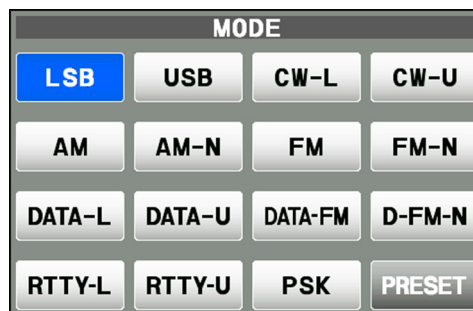 MODE
LSB USB CW-L CW-U
AM AM-N FM FM-N
DATA-L DATA-U DATA-FM D-FM-N
RTTY-L RTTY-U PSK PRESET